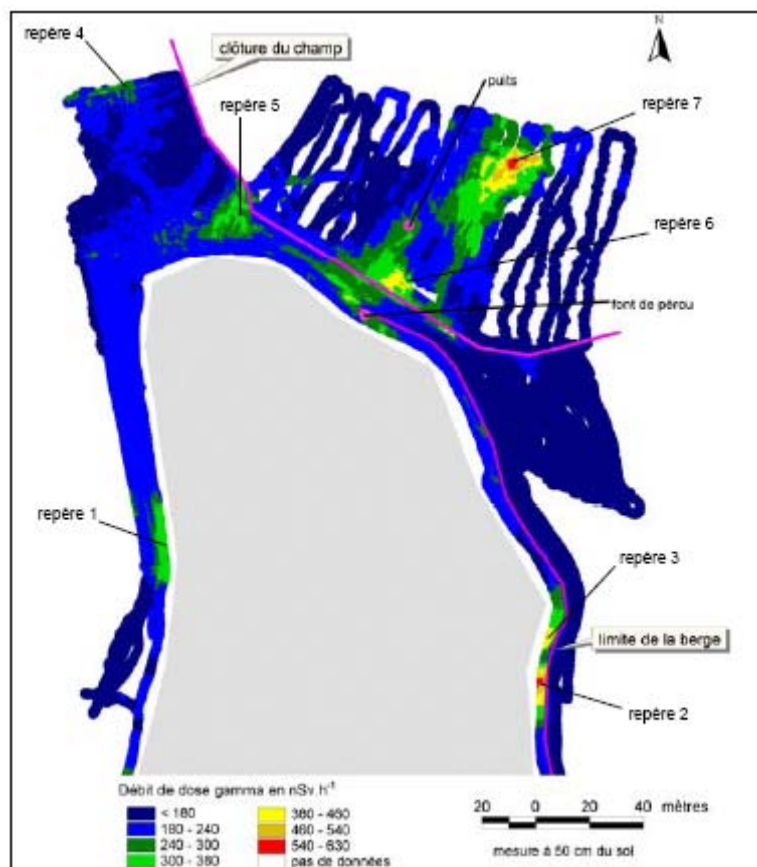 repère 4
N
clôture du champ
puits
repère 5
repère 7
repère 6
font de pérou
repère 1
repère 3
limite de la berge
repère 2
Débit de dose gamma en nSv.h-1
< 180
180 - 240
240 - 300
300 - 380
380 - 460
460 - 540
540 - 630
pas de données
20 0 20 40 mètres
mesure à 50 cm du sol